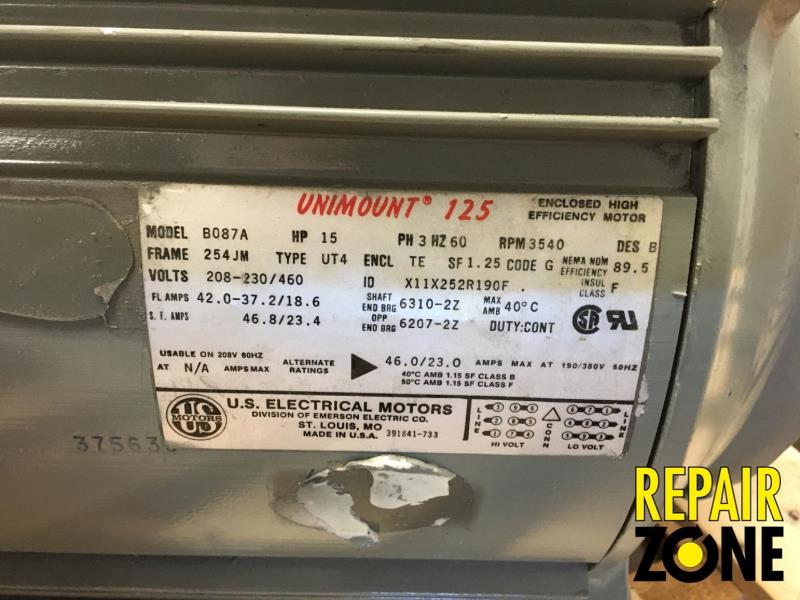 UNIMOUNT® 125
ENCLOSED HIGH
EFFICIENCY MOTOR
MODEL B087A HP 15 PH 3 HZ 60 RPM 3540 DES B
FRAME 254JM TYPE UT4 ENCL TE SF 1.25 CODE G NEMA NOM EFFICIENCY 89.5
VOLTS 208-230/460 ID X11X252R190F . INSUL CLASS F
FL AMPS 42.0-37.2/18.6 SHAFT END BRG 6310-2Z MAX AMB 40°C
S.F. AMPS 46.8/23.4 OPP END BRG 6207-2Z DUTY:CONT
USABLE ON 208V 60HZ
AT N/A AMPS MAX
ALTERNATE RATINGS
46.0/23.0 AMPS MAX AT 190/380V 50HZ
40°C AMB 1.15 SF CLASS B
50°C AMB 1.15 SF CLASS F
US
MOTORS
U.S. ELECTRICAL MOTORS
DIVISION OF EMERSON ELECTRIC CO.
ST. LOUIS, MO
MADE IN U.S.A. 391841-733
LINE
HI VOLT
CONN
LINE
LO VOLT
37563
REPAIR
ZONE